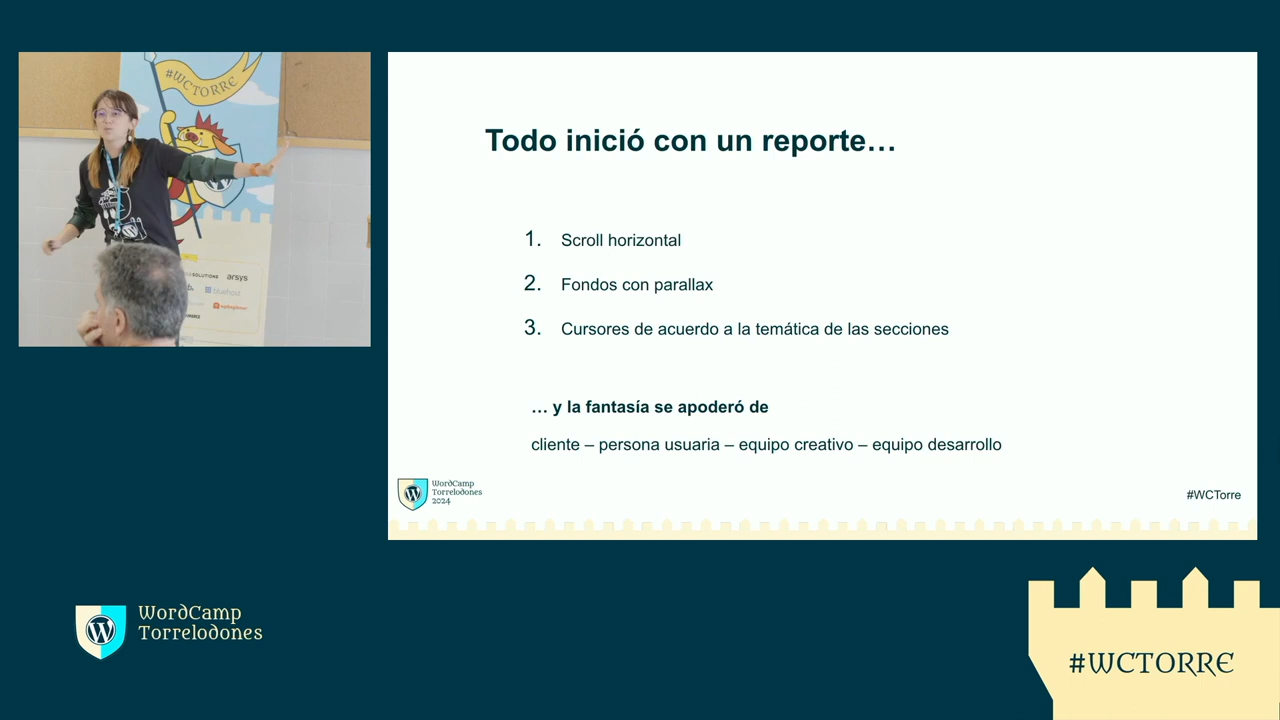 #WCTORRE
SOLUTIONS
arsys
bluehost
Todo inició con un reporte…
1. Scroll horizontal
2. Fondos con parallax
3. Cursores de acuerdo a la temática de las secciones
… y la fantasía se apoderó de
cliente – persona usuaria – equipo creativo – equipo desarrollo
WordCamp
Torrelodones
2024
#WCTorre
WordCamp
Torrelodones
#WCTORRE